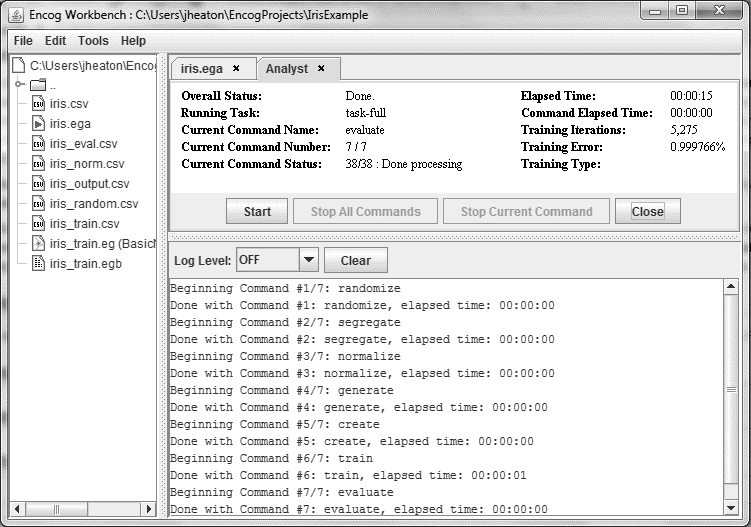 Encog Workbench : C:\Users\jheaton\EncogProjects\IrisExample
File Edit Tools Help
C:\Users\jheaton\Encog
..
iris.csv
iris.ega
iris_eval.csv
iris_norm.csv
iris_output.csv
iris_random.csv
iris_train.csv
iris_train.eg (BasicN
iris_train.egb
iris.ega × Analyst ×
Overall Status: Done. Elapsed Time: 00:00:15
Running Task: task-full Command Elapsed Time: 00:00:00
Current Command Name: evaluate Training Iterations: 5,275
Current Command Number: 7 / 7 Training Error: 0.999766%
Current Command Status: 38/38 : Done processing Training Type:
Start Stop All Commands Stop Current Command Close
Log Level: OFF Clear
Beginning Command #1/7: randomize
Done with Command #1: randomize, elapsed time: 00:00:00
Beginning Command #2/7: segregate
Done with Command #2: segregate, elapsed time: 00:00:00
Beginning Command #3/7: normalize
Done with Command #3: normalize, elapsed time: 00:00:00
Beginning Command #4/7: generate
Done with Command #4: generate, elapsed time: 00:00:00
Beginning Command #5/7: create
Done with Command #5: create, elapsed time: 00:00:00
Beginning Command #6/7: train
Done with Command #6: train, elapsed time: 00:00:01
Beginning Command #7/7: evaluate
Done with Command #7: evaluate, elapsed time: 00:00:00